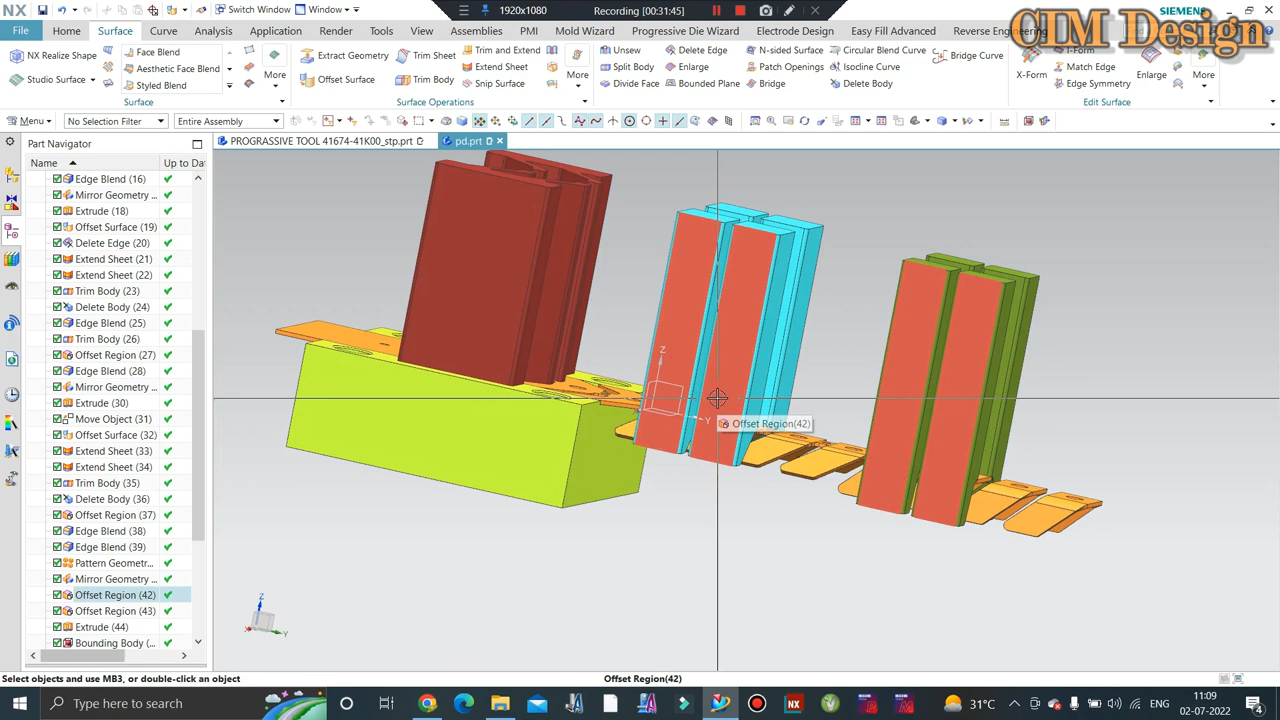 NX
Switch Window
Window
1920x1080
Recording [00:31:45]
SIEMENS
CIM Design
File
Home
Surface
Curve
Analysis
Application
Render
Tools
View
Assemblies
PMI
Mold Wizard
Progressive Die Wizard
Electrode Design
Easy Fill Advanced
Reverse Engineering
NX Realize Shape
Studio Surface
Face Blend
Aesthetic Face Blend
Styled Blend
More
Extract Geometry
Offset Surface
Trim Sheet
Trim Body
Trim and Extend
Extend Sheet
Snip Surface
More
Unsew
Split Body
Divide Face
Delete Edge
Enlarge
Bounded Plane
N-sided Surface
Patch Openings
Bridge
Circular Blend Curve
Isocline Curve
Delete Body
Bridge Curve
X-Form
I-Form
Match Edge
Edge Symmetry
Enlarge
More
Surface
Surface Operations
Edit Surface
Menu
No Selection Filter
Entire Assembly
Part Navigator
PROGRASSIVE TOOL 41674-41K00_stp.prt
pd.prt
Name
Up to Da
Edge Blend (16)
Mirror Geometry ...
Extrude (18)
Offset Surface (19)
Delete Edge (20)
Extend Sheet (21)
Extend Sheet (22)
Trim Body (23)
Delete Body (24)
Edge Blend (25)
Trim Body (26)
Offset Region (27)
Edge Blend (28)
Mirror Geometry ...
Extrude (30)
Move Object (31)
Offset Surface (32)
Extend Sheet (33)
Extend Sheet (34)
Trim Body (35)
Delete Body (36)
Offset Region (37)
Edge Blend (38)
Edge Blend (39)
Pattern Geometr...
Mirror Geometry ...
Offset Region (42)
Offset Region (43)
Extrude (44)
Bounding Body (...
Z
Y
Offset Region(42)
Z
X
Y
Select objects and use MB3, or double-click an object
Offset Region(42)
Type here to search
31°C
ENG
11:09
02-07-2022